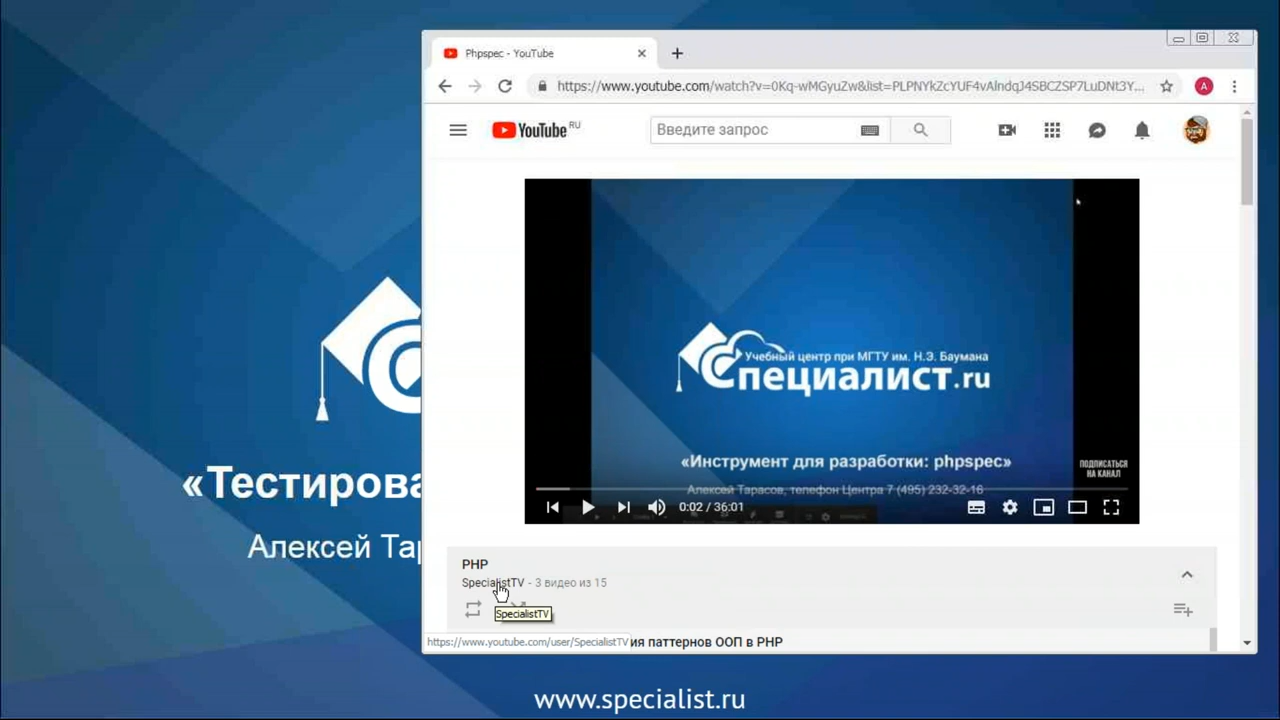 Phpspec - YouTube
https://www.youtube.com/watch?v=0Kq-wMGyuZw&list=PLPNYkZcYUF4vAlndqJ4SBCZSP7LuDNt3Y...
A
YouTube RU
Введите запрос
Учебный центр при МГТУ им. Н.Э. Баумана
Специалист.ru
«Инструмент для разработки: phpspec»
ПОДПИСАТЬСЯ
НА КАНАЛ
Алексей Тарасов, телефон Центра 7 (495) 232-32-16
0:02 / 36:01
«Тестирова
Алексей Тар
PHP
SpecialistTV - 3 видео из 15
SpecialistTV
https://www.youtube.com/user/SpecialistTV
ия паттернов ООП в PHP
www.specialist.ru